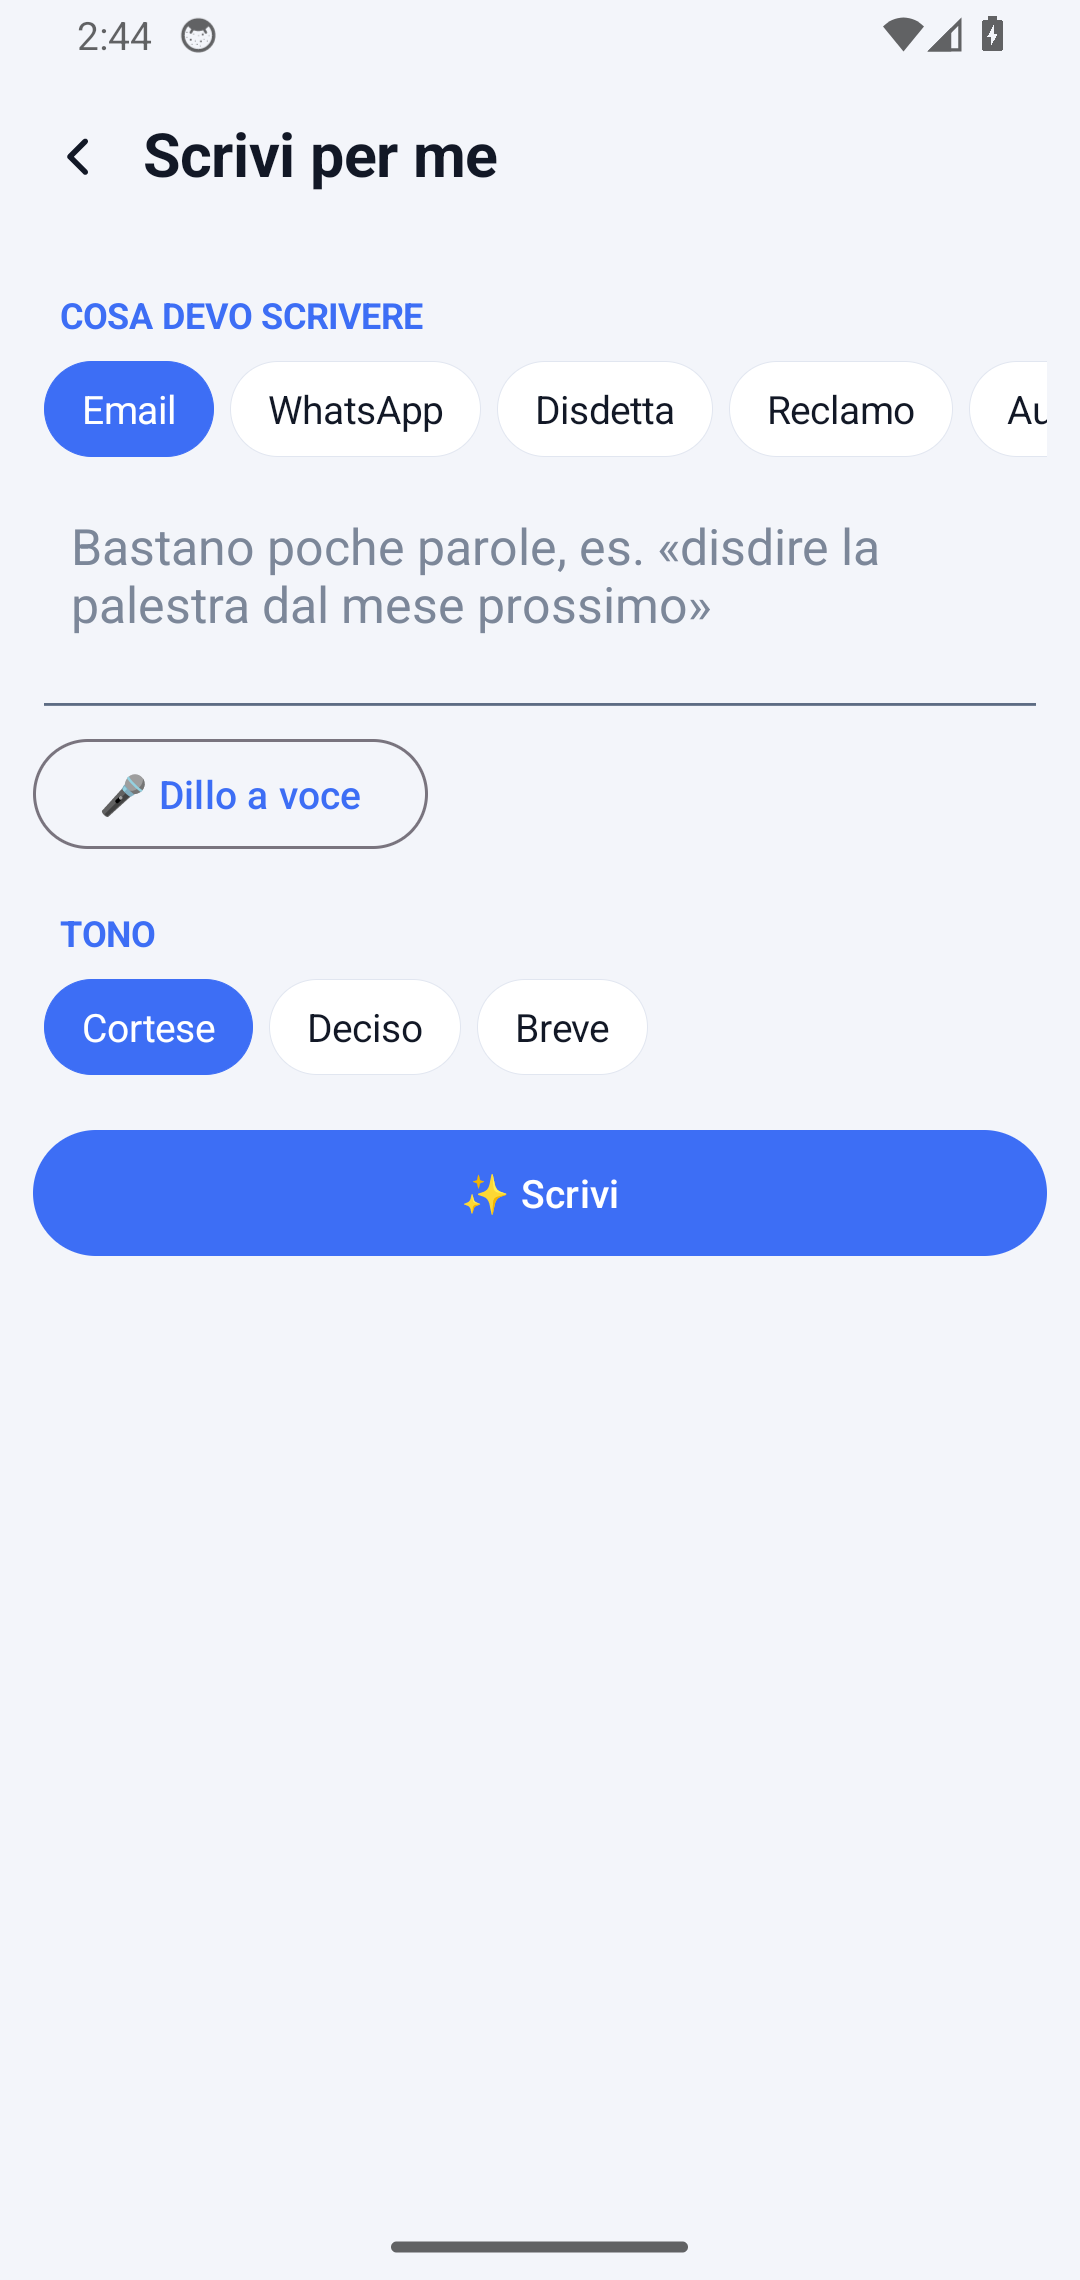 2:44
Scrivi per me
COSA DEVO SCRIVERE
Email
WhatsApp
Disdetta
Reclamo
Au
Bastano poche parole, es. «disdire la
palestra dal mese prossimo»
🎤 Dillo a voce
TONO
Cortese
Deciso
Breve
✨ Scrivi